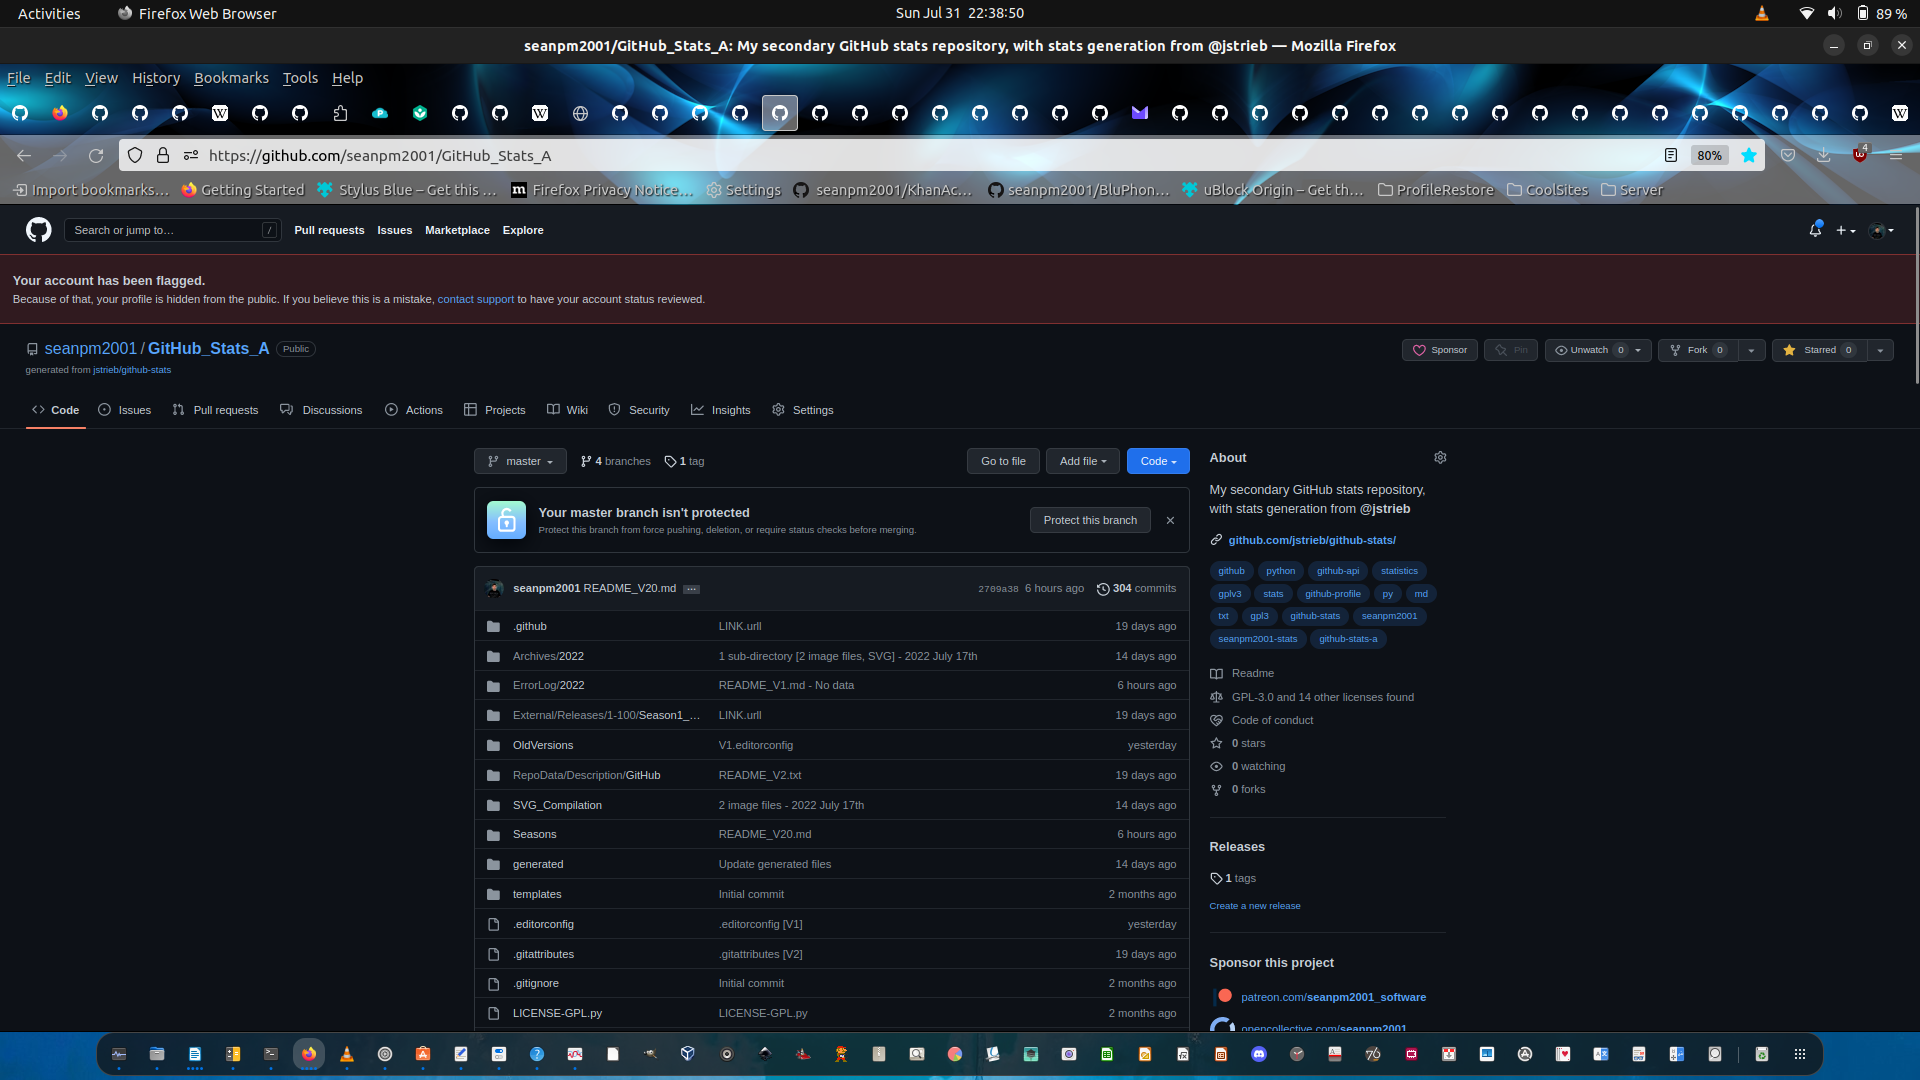 Activities
Firefox Web Browser
Sun Jul 31 22:38:50
89 %
seanpm2001/GitHub_Stats_A: My secondary GitHub stats repository, with stats generation from @jstrieb — Mozilla Firefox
File Edit View History Bookmarks Tools Help
https://github.com/seanpm2001/GitHub_Stats_A
80%
4
Import bookmarks… Getting Started Stylus Blue – Get this … Firefox Privacy Notice… Settings seanpm2001/KhanAc… seanpm2001/BluPhon… uBlock Origin – Get th… ProfileRestore CoolSites Server
Search or jump to… /
Pull requests Issues Marketplace Explore
Your account has been flagged.
Because of that, your profile is hidden from the public. If you believe this is a mistake, contact support to have your account status reviewed.
seanpm2001 / GitHub_Stats_A Public
generated from jstrieb/github-stats
Sponsor Pin Unwatch 0 Fork 0 Starred 0
Code Issues Pull requests Discussions Actions Projects Wiki Security Insights Settings
master 4 branches 1 tag
Go to file Add file Code
Your master branch isn't protected
Protect this branch from force pushing, deletion, or require status checks before merging.
Protect this branch
seanpm2001 README_V20.md ... 2709a38 6 hours ago 304 commits
.github LINK.urll 19 days ago
Archives/2022 1 sub-directory [2 image files, SVG] - 2022 July 17th 14 days ago
ErrorLog/2022 README_V1.md - No data 6 hours ago
External/Releases/1-100/Season1_… LINK.urll 19 days ago
OldVersions V1.editorconfig yesterday
RepoData/Description/GitHub README_V2.txt 19 days ago
SVG_Compilation 2 image files - 2022 July 17th 14 days ago
Seasons README_V20.md 6 hours ago
generated Update generated files 14 days ago
templates Initial commit 2 months ago
.editorconfig .editorconfig [V1] yesterday
.gitattributes .gitattributes [V2] 19 days ago
.gitignore Initial commit 2 months ago
LICENSE-GPL.py LICENSE-GPL.py 2 months ago
About
My secondary GitHub stats repository,
with stats generation from @jstrieb
github.com/jstrieb/github-stats/
github python github-api statistics
gplv3 stats github-profile py md
txt gpl3 github-stats seanpm2001
seanpm2001-stats github-stats-a
Readme
GPL-3.0 and 14 other licenses found
Code of conduct
0 stars
0 watching
0 forks
Releases
1 tags
Create a new release
Sponsor this project
patreon.com/seanpm2001_software
opencollective.com/seanpm2001